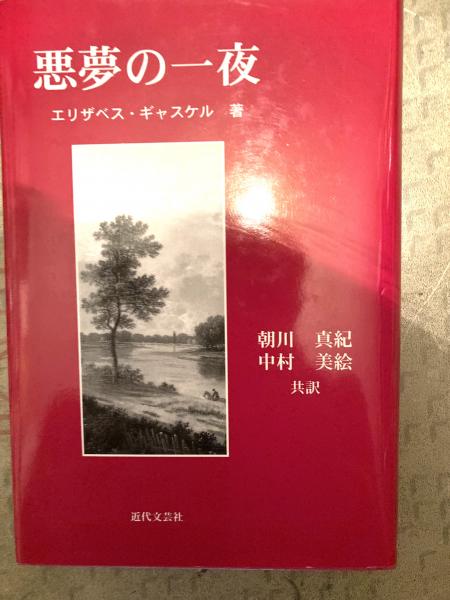 悪夢の一夜
エリザベス・ギャスケル 著
朝川 真紀
中村 美絵
共訳
近代文芸社